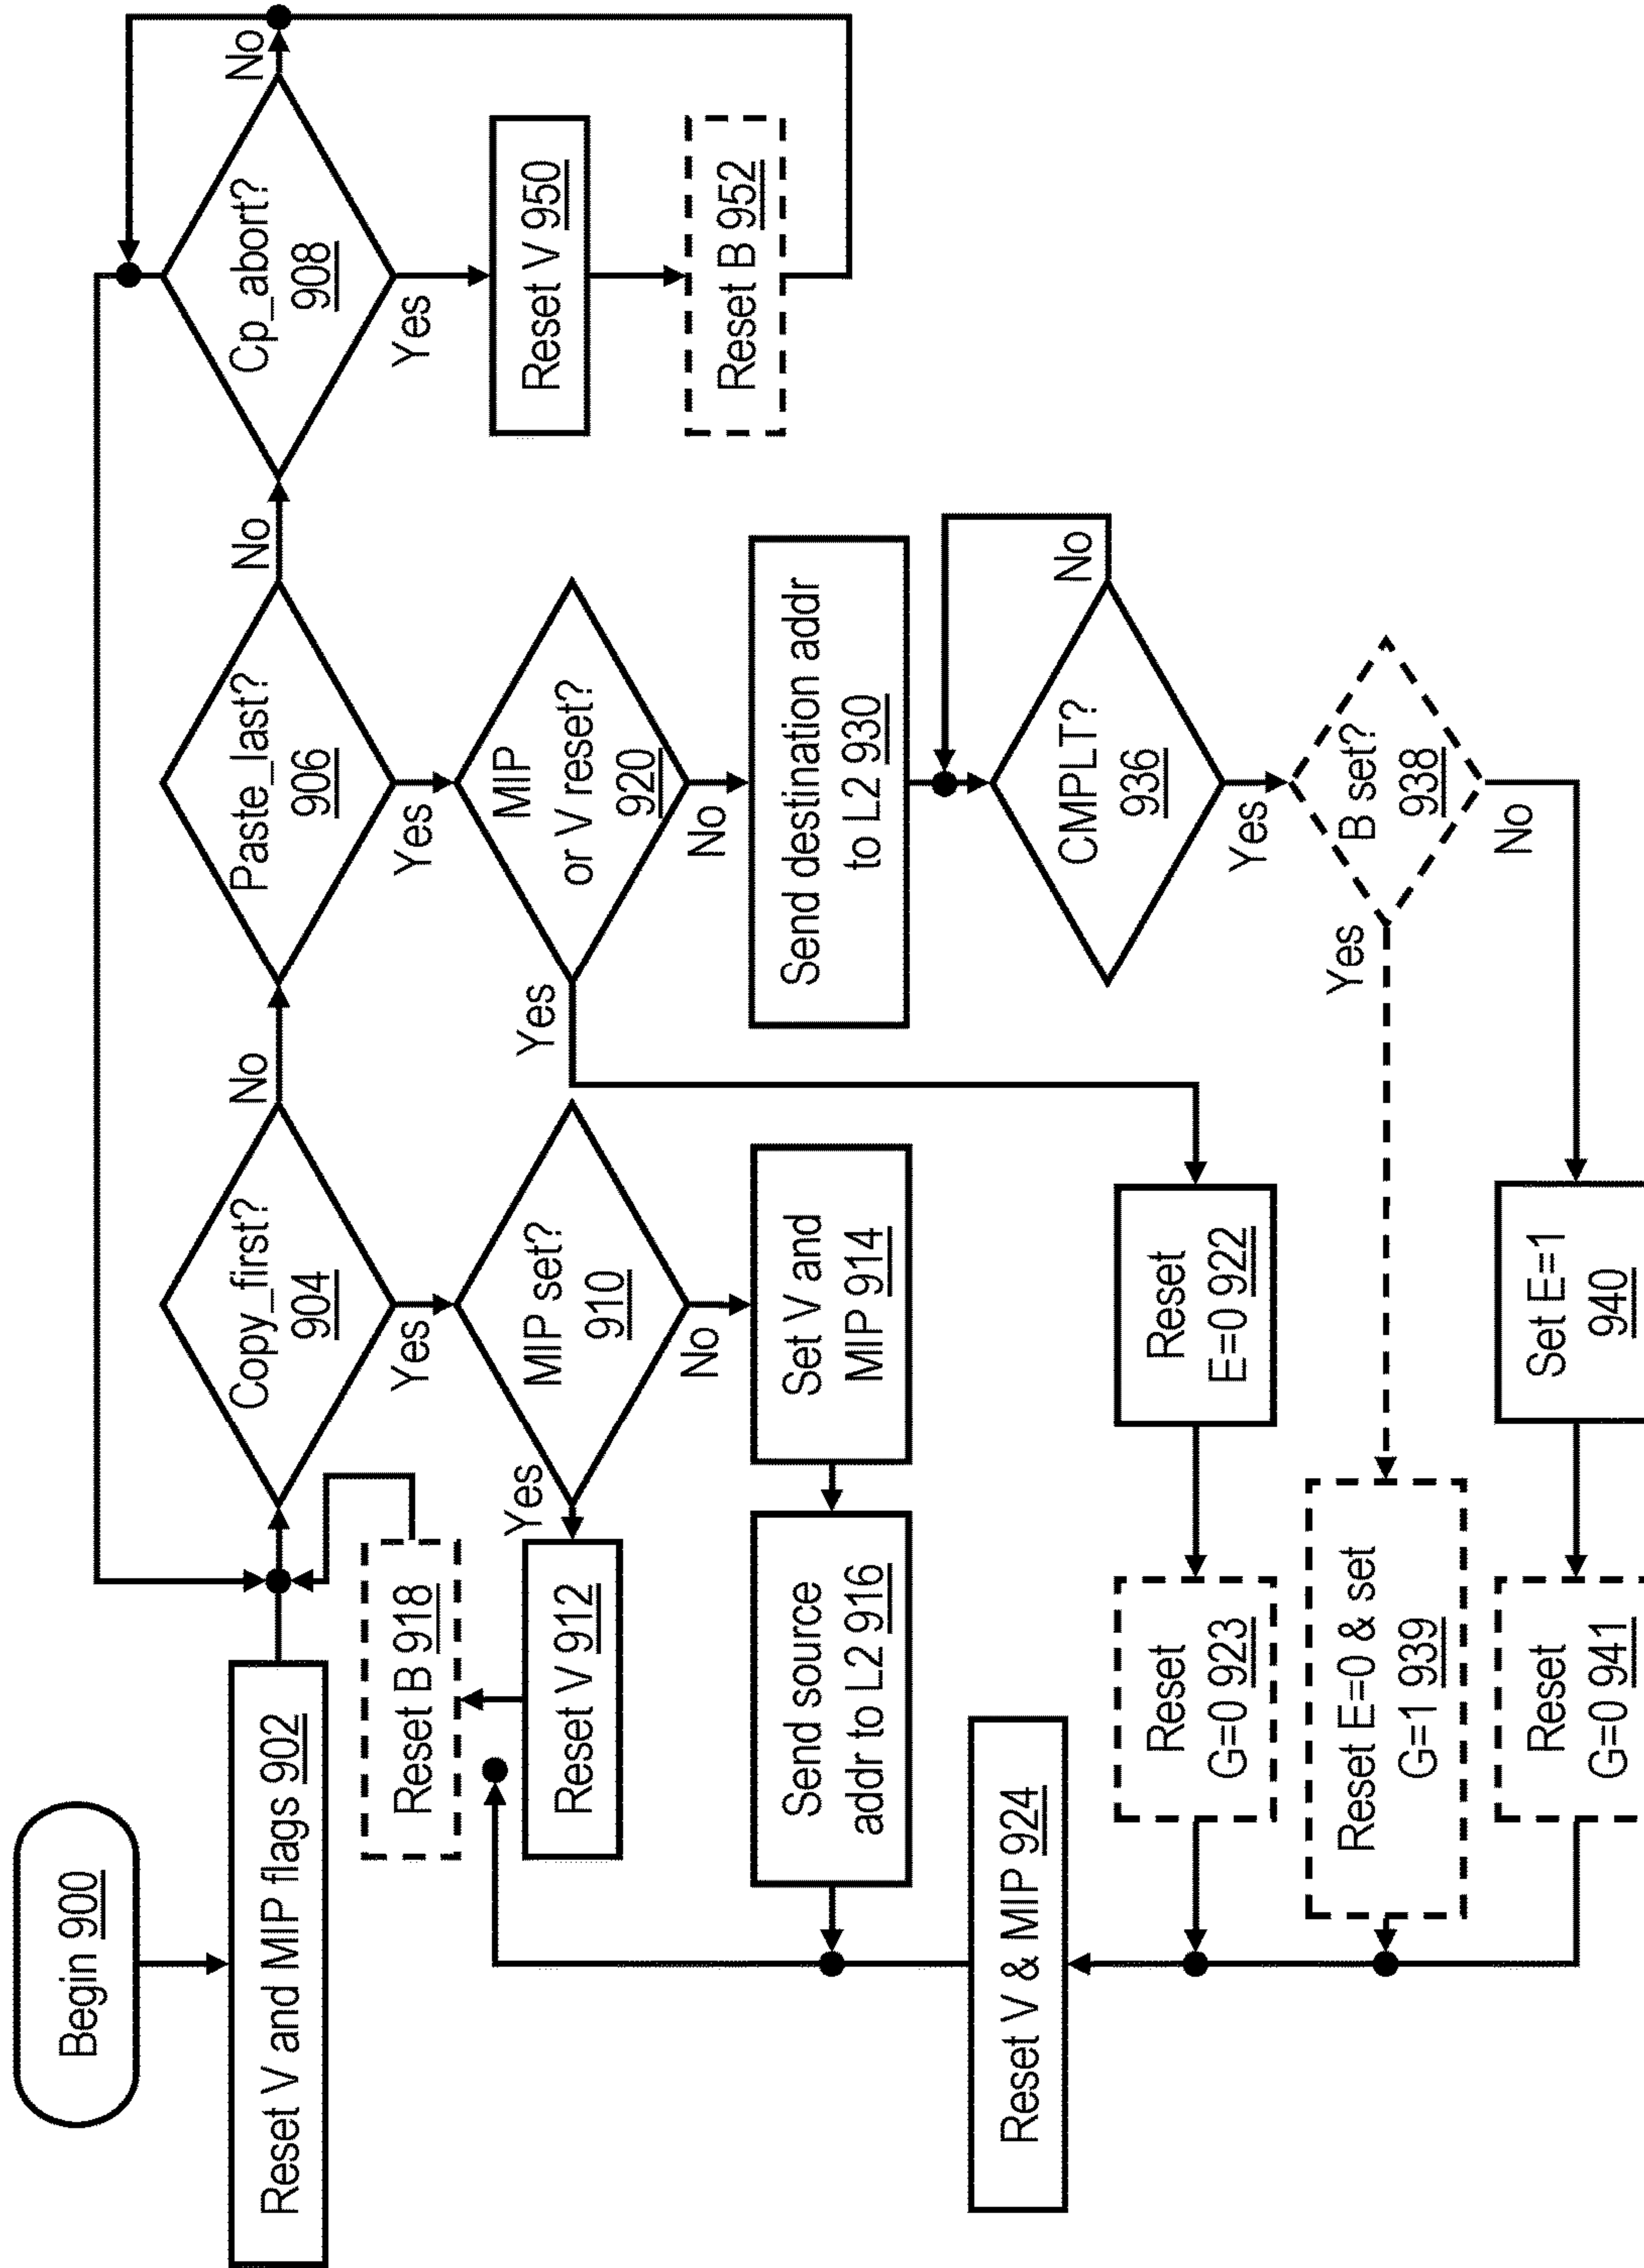 Begin 900
Reset V and MIP flags 902
Copy_first?
904
No
Yes
Paste_last?
906
No
Yes
Cp_abort?
908
No
Yes
Reset B 918
Reset V 912
Yes
MIP set?
910
No
MIP
or V reset?
920
Yes
No
Reset V 950
Reset B 952
Send source
addr to L2 916
Set V and
MIP 914
Send destination addr
to L2 930
Reset V & MIP 924
CMPLT?
936
No
Yes
Reset
G=0 923
Reset
E=0 922
Reset E=0 & set
G=1 939
Yes
B set?
938
No
Reset
G=0 941
Set E=1
940